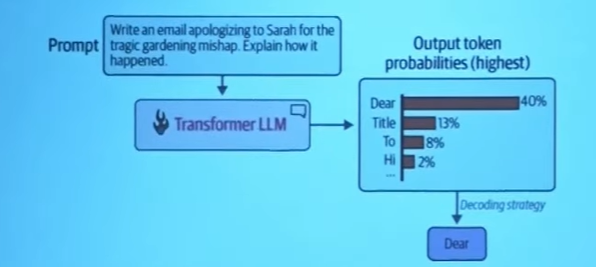 Prompt
Write an email apologizing to Sarah for the
tragic gardening mishap. Explain how it
happened.
Transformer LLM
Output token
probabilities (highest)
Dear 40%
Title 13%
To 8%
Hi 2%
...
Decoding strategy
Dear